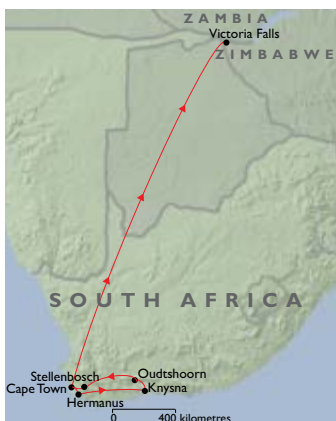 ZAMBIA
Victoria Falls
ZIMBABWE
SOUTH AFRICA
Stellenbosch
Oudtshoorn
Cape Town
Knysna
Hermanus
0 400 kilometres